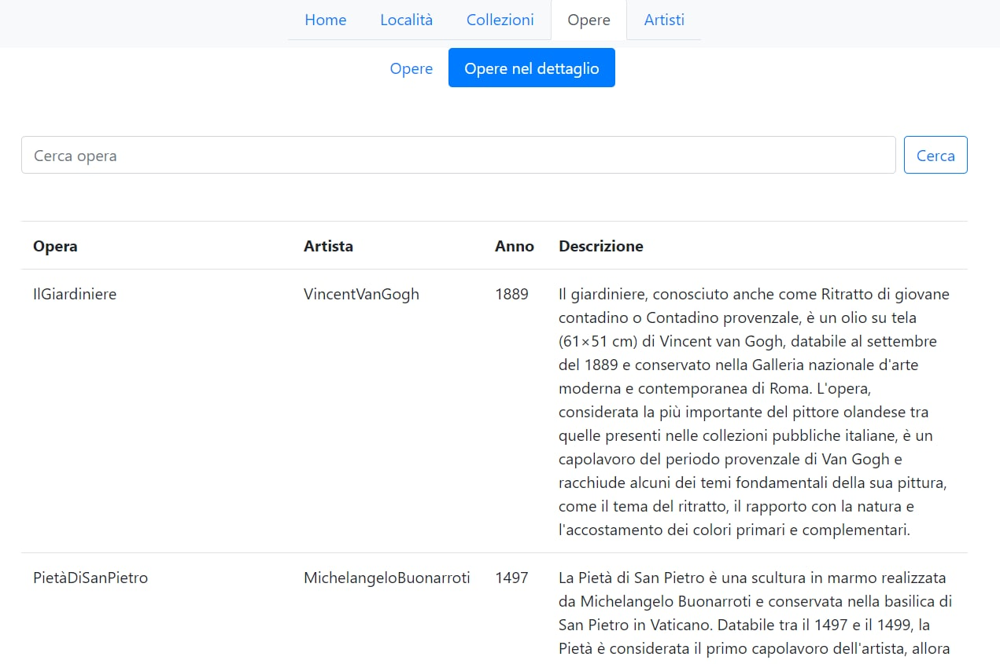 Home Località Collezioni Opere Artisti
Opere Opere nel dettaglio
Cerca opera Cerca
Opera Artista Anno Descrizione
IlGiardiniere VincentVanGogh 1889 Il giardiniere, conosciuto anche come Ritratto di giovane
contadino o Contadino provenzale, è un olio su tela
(61×51 cm) di Vincent van Gogh, databile al settembre
del 1889 e conservato nella Galleria nazionale d'arte
moderna e contemporanea di Roma. L'opera,
considerata la più importante del pittore olandese tra
quelle presenti nelle collezioni pubbliche italiane, è un
capolavoro del periodo provenzale di Van Gogh e
racchiude alcuni dei temi fondamentali della sua pittura,
come il tema del ritratto, il rapporto con la natura e
l'accostamento dei colori primari e complementari.
PietàDiSanPietro MichelangeloBuonarroti 1497 La Pietà di San Pietro è una scultura in marmo realizzata
da Michelangelo Buonarroti e conservata nella basilica di
San Pietro in Vaticano. Databile tra il 1497 e il 1499, la
Pietà è considerata il primo capolavoro dell'artista, allora